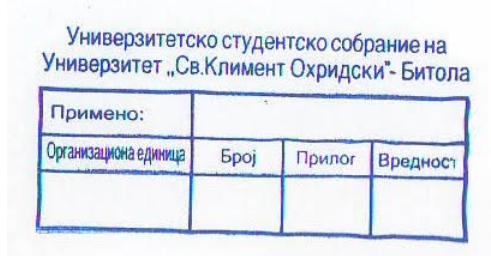 Универзитетско студентско собрание на
Универзитет „Св.Климент Охридски"- Битола
Примено:
Организациона единица Број Прилог Вредност